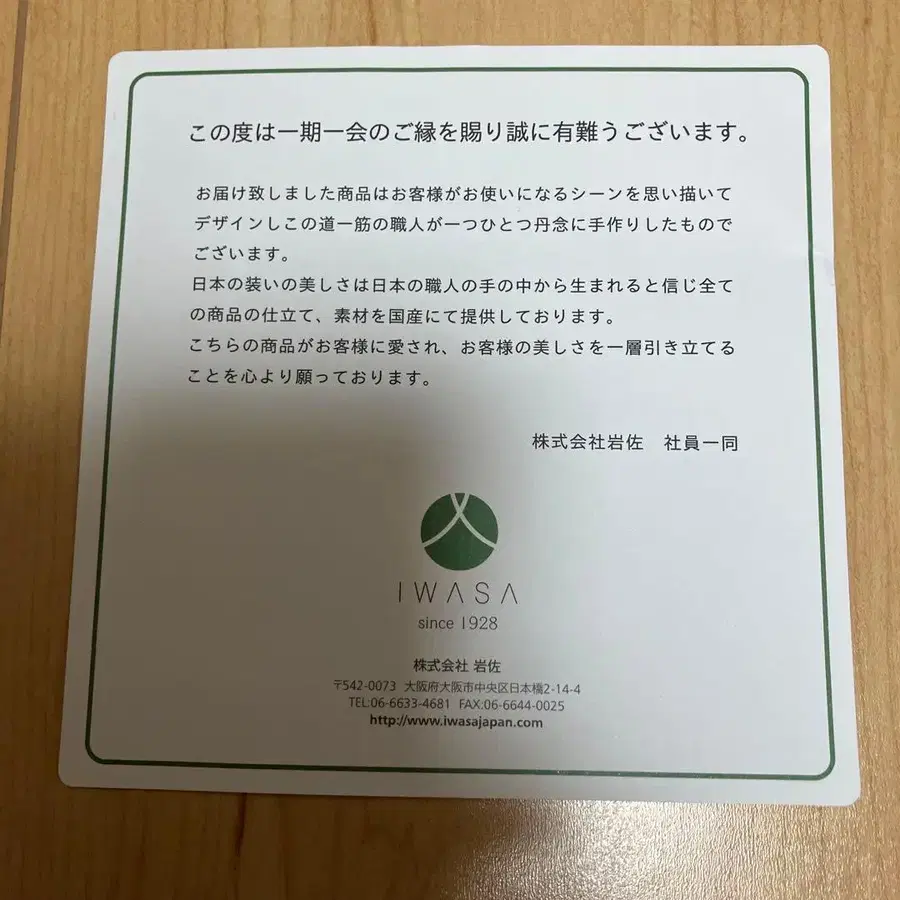 この度は一期一会のご縁を賜り誠に有難うございます。
お届け致しました商品はお客様がお使いになるシーンを思い描いて
デザインしこの道一筋の職人が一つひとつ丹念に手作りしたもので
ございます。
日本の装いの美しさは日本の職人の手の中から生まれると信じ全て
の商品の仕立て、素材を国産にて提供しております。
こちらの商品がお客様に愛され、お客様の美しさを一層引き立てる
ことを心より願っております。
株式会社岩佐　社員一同
IWASA
since 1928
株式会社 岩佐
〒542-0073 大阪府大阪市中央区日本橋2-14-4
TEL:06-6633-4681 FAX:06-6644-0025
http://www.iwasajapan.com